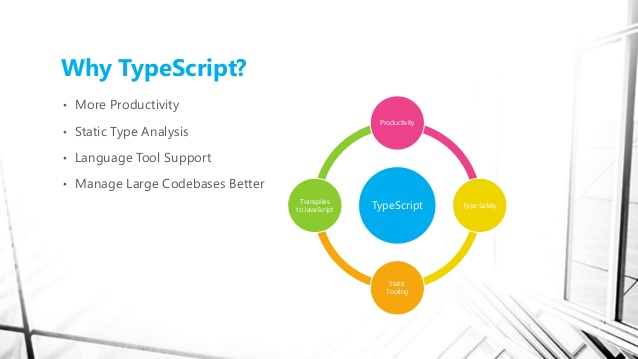 Why TypeScript?
• More Productivity
• Static Type Analysis
• Language Tool Support
• Manage Large Codebases Better
Productivity
Transpiles
to JavaScript
TypeScript
Type Safety
Static
Tooling